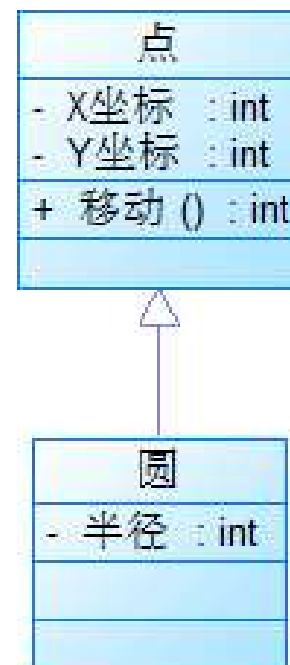 点
- X坐标 : int
- Y坐标 : int
+ 移动 () : int
圆
- 半径 : int